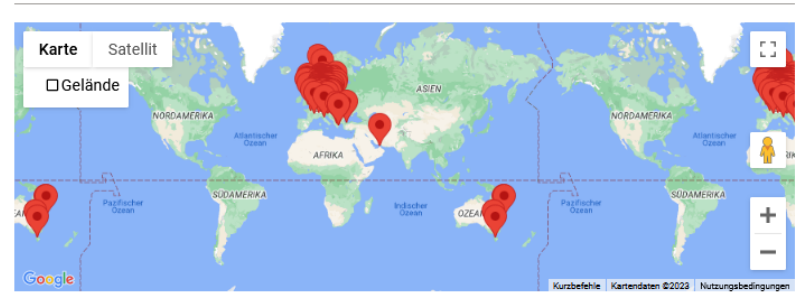 Karte Satellit
Gelände
NORDAMERIKA
Atlantischer
Ozean
ASIEN
AFRIKA
SÜDAMERIKA
Pazifischer
Ozean
Indischer
Ozean
NORDAMERIKA
Atlantischer
Ozean
SÜDAMERIKA
Pazifischer
Ozean
Google
Kurzbefehle Kartendaten ©2023 Nutzungsbedingungen